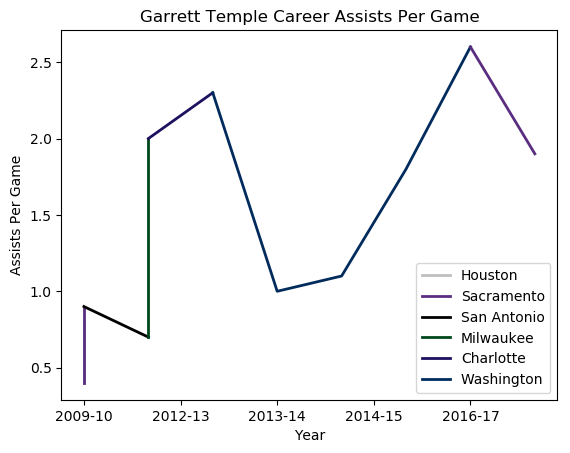 Garrett Temple Career Assists Per Game
Assists Per Game
2.5
2.0
1.5
1.0
0.5
Houston
Sacramento
San Antonio
Milwaukee
Charlotte
Washington
2009-10 2012-13 2013-14 2014-15 2016-17
Year